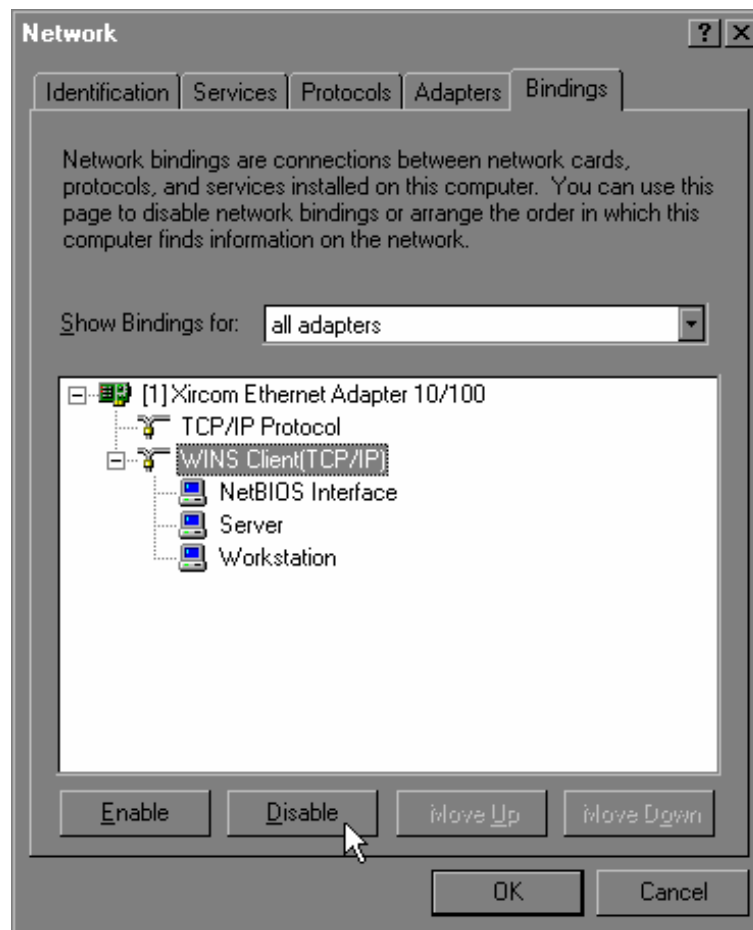 Network
Identification Services Protocols Adapters Bindings
Network bindings are connections between network cards,
protocols, and services installed on this computer. You can use this
page to disable network bindings or arrange the order in which this
computer finds information on the network.
Show Bindings for: all adapters
[1] Xircom Ethernet Adapter 10/100
TCP/IP Protocol
WINS Client(TCP/IP)
NetBIOS Interface
Server
Workstation
Enable Disable Move Up Move Down
OK Cancel